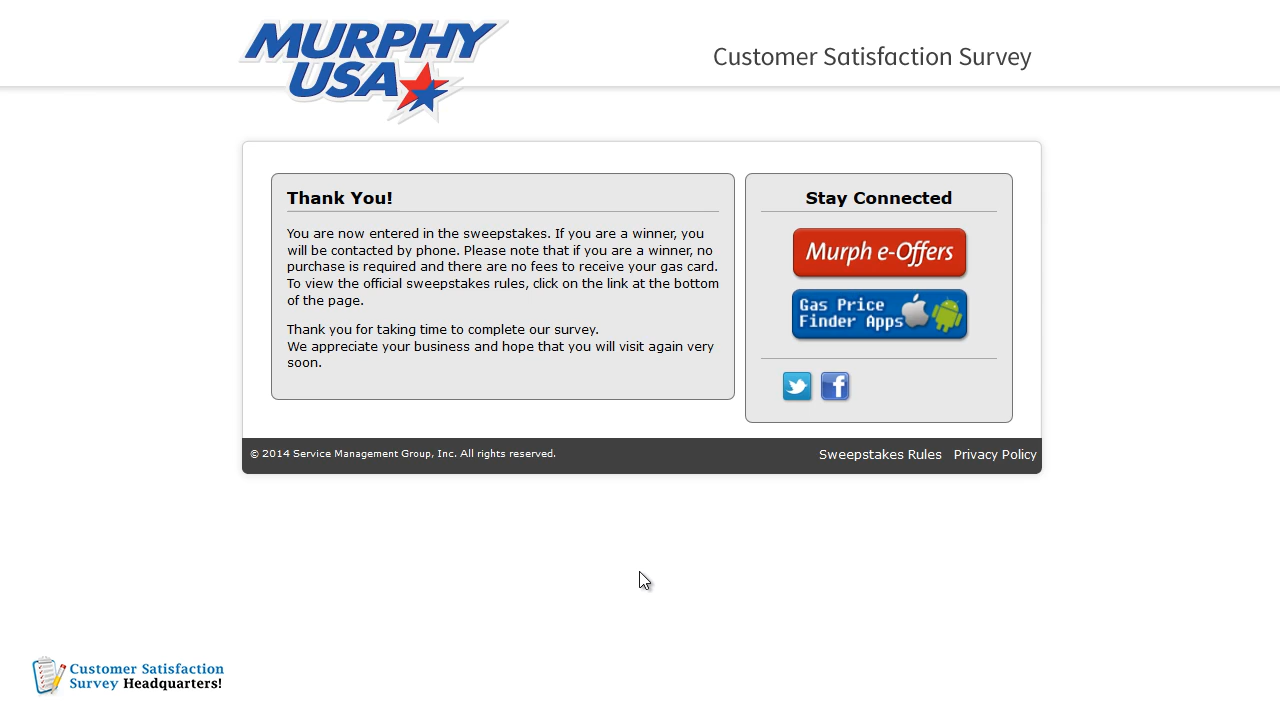 MURPHY
USA
Customer Satisfaction Survey
Thank You!
You are now entered in the sweepstakes. If you are a winner, you
will be contacted by phone. Please note that if you are a winner, no
purchase is required and there are no fees to receive your gas card.
To view the official sweepstakes rules, click on the link at the bottom
of the page.
Thank you for taking time to complete our survey.
We appreciate your business and hope that you will visit again very
soon.
Stay Connected
Murph e-Offers
Gas Price
Finder Apps
© 2014 Service Management Group, Inc. All rights reserved.
Sweepstakes Rules Privacy Policy
Customer Satisfaction
Survey Headquarters!